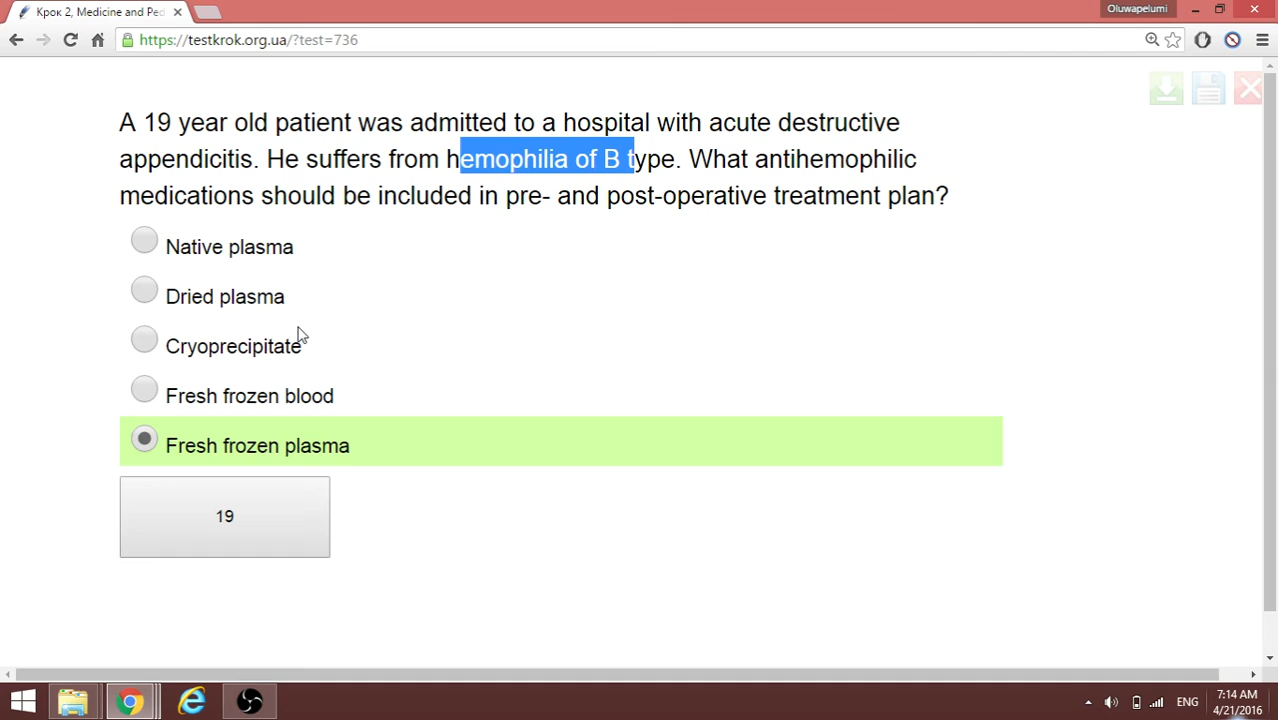 Крок 2, Medicine and Ped
Oluwapelumi
https://testkrok.org.ua/?test=736
A 19 year old patient was admitted to a hospital with acute destructive
appendicitis. He suffers from hemophilia of B type. What antihemophilic
medications should be included in pre- and post-operative treatment plan?
Native plasma
Dried plasma
Cryoprecipitate
Fresh frozen blood
Fresh frozen plasma
19
ENG
7:14 AM
4/21/2016